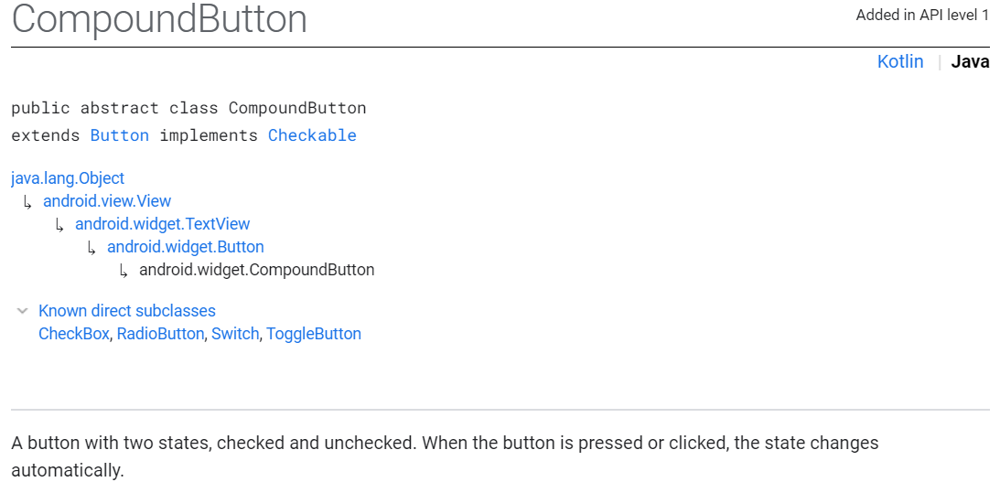 CompoundButton
Added in API level 1
Kotlin | Java
public abstract class CompoundButton
extends Button implements Checkable
java.lang.Object
↳ android.view.View
↳ android.widget.TextView
↳ android.widget.Button
↳ android.widget.CompoundButton
Known direct subclasses
CheckBox, RadioButton, Switch, ToggleButton
A button with two states, checked and unchecked. When the button is pressed or clicked, the state changes
automatically.